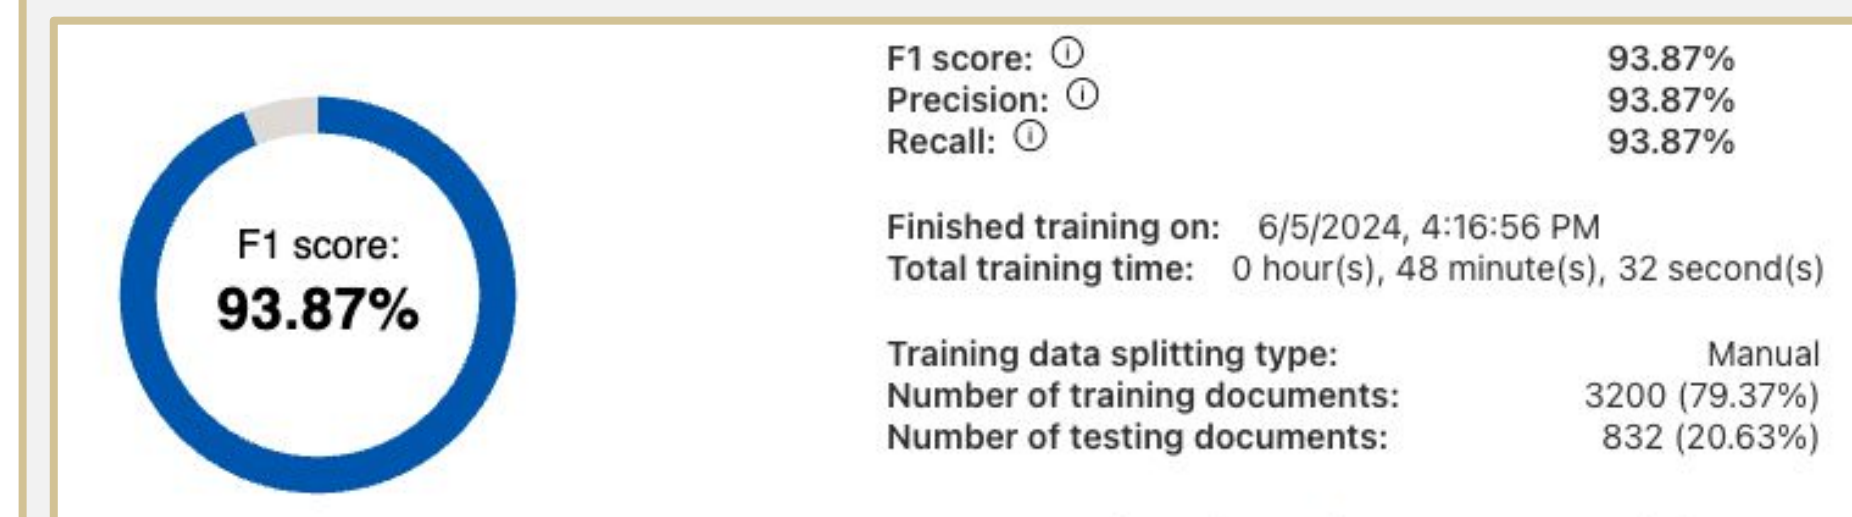 F1 score:
93.87%
F1 score: 93.87%
Precision: 93.87%
Recall: 93.87%
Finished training on: 6/5/2024, 4:16:56 PM
Total training time: 0 hour(s), 48 minute(s), 32 second(s)
Training data splitting type: Manual
Number of training documents: 3200 (79.37%)
Number of testing documents: 832 (20.63%)